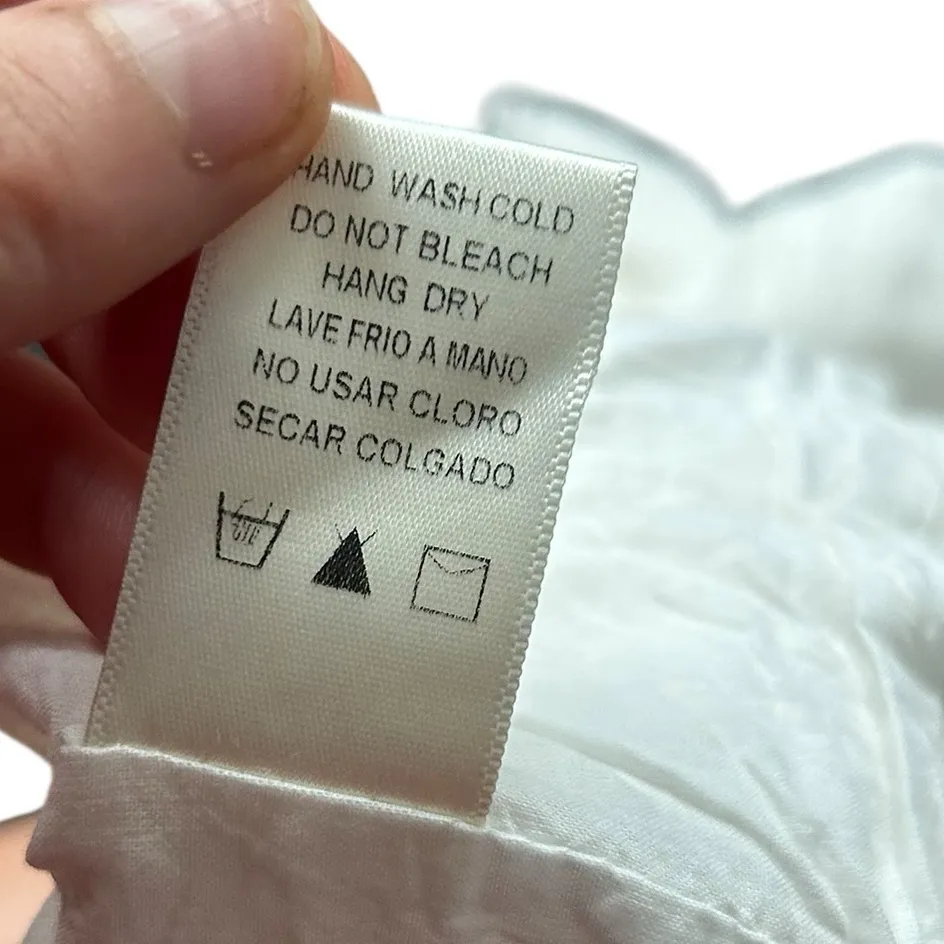 HAND WASH COLD
DO NOT BLEACH
HANG DRY
LAVE FRIO A MANO
NO USAR CLORO
SECAR COLGADO